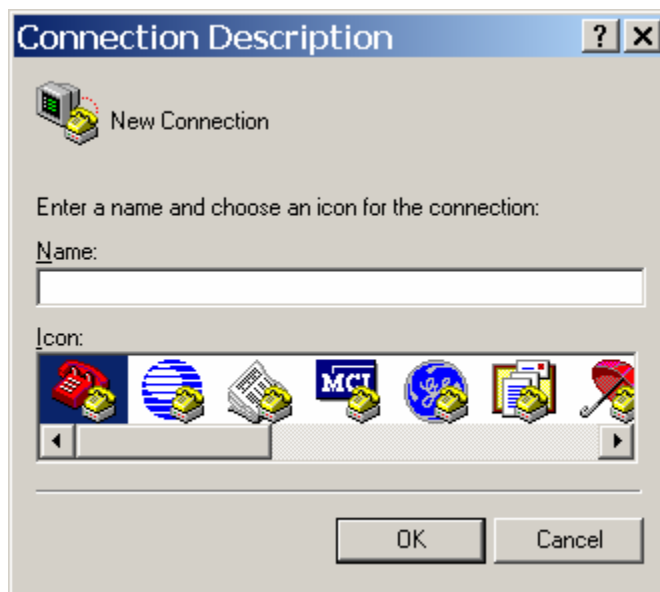 Connection Description
New Connection
Enter a name and choose an icon for the connection:
Name:
Icon:
MCI
OK
Cancel